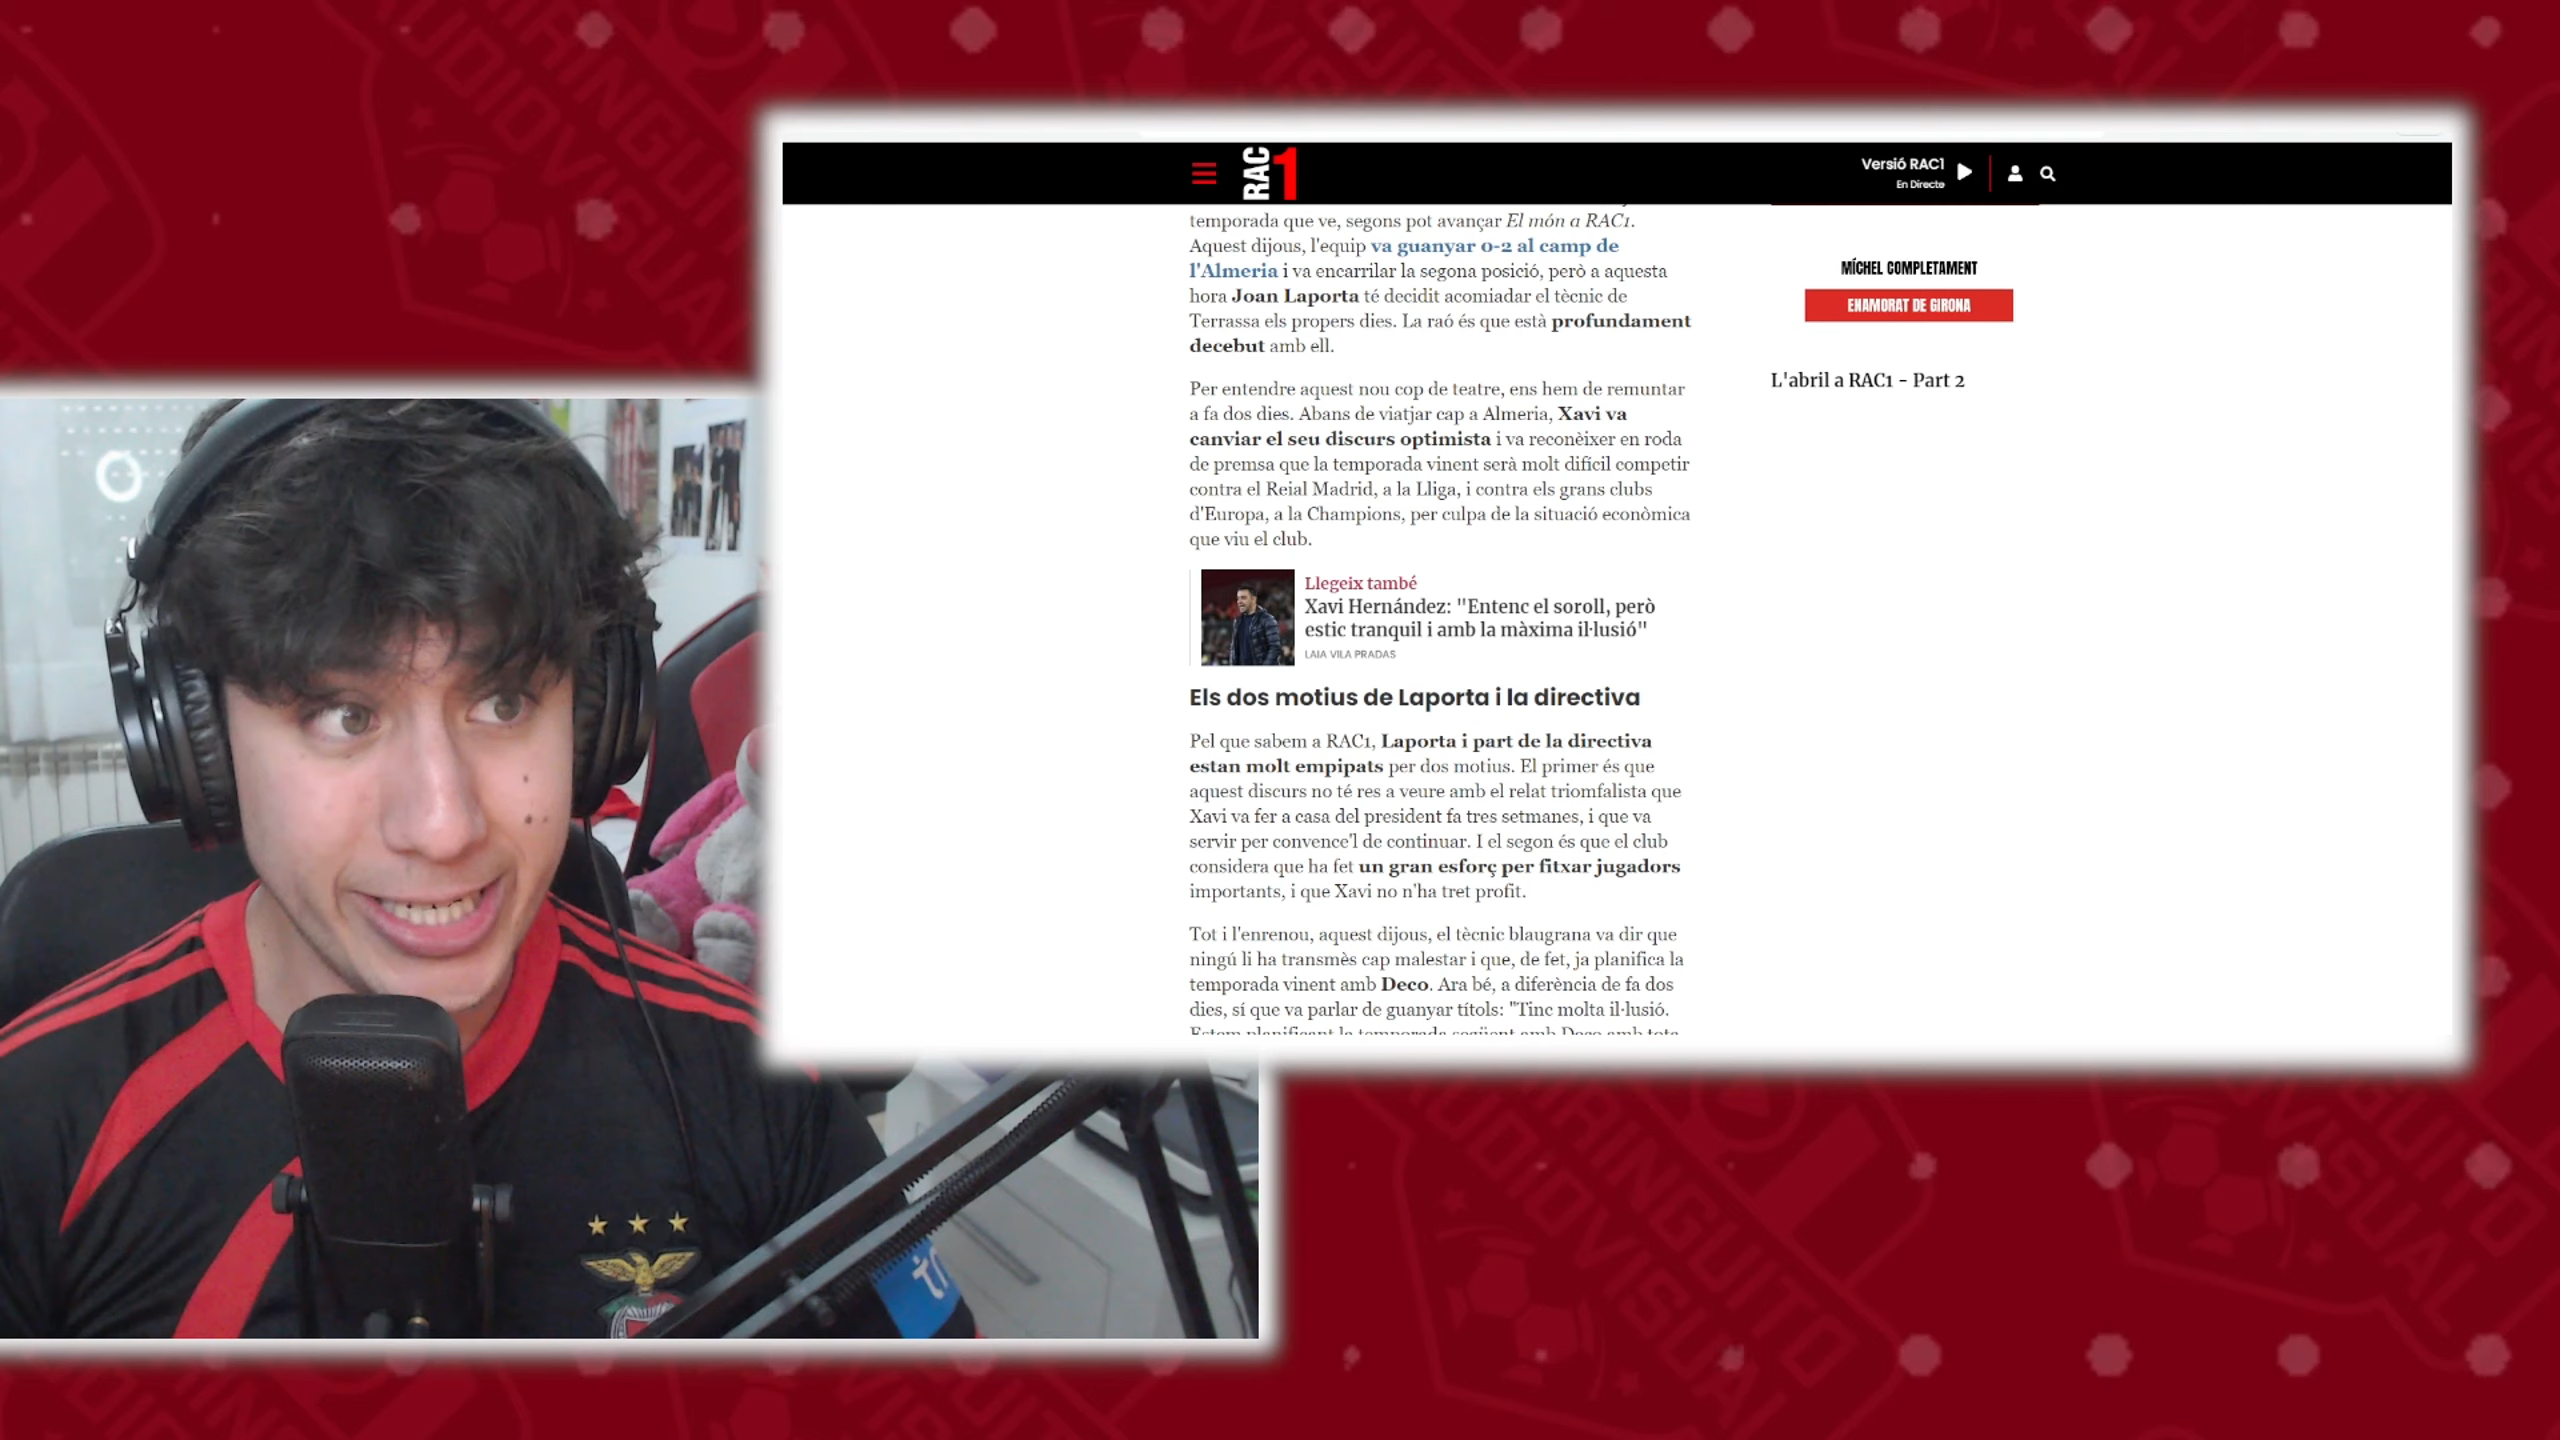 RAC1
Versió RAC1
En Directe
temporada que ve, segons pot avançar El món a RAC1.
Aquest dijous, l'equip va guanyar 0-2 al camp de
l'Almeria i va encarrilar la segona posició, però a aquesta
hora Joan Laporta té decidit acomiadar el tècnic de
Terrassa els propers dies. La raó és que està profundament
decebut amb ell.
Per entendre aquest nou cop de teatre, ens hem de remuntar
a fa dos dies. Abans de viatjar cap a Almeria, Xavi va
canviar el seu discurs optimista i va reconèixer en roda
de premsa que la temporada vinent serà molt difícil competir
contra el Reial Madrid, a la Lliga, i contra els grans clubs
d'Europa, a la Champions, per culpa de la situació econòmica
que viu el club.
Llegeix també
Xavi Hernández: "Entenc el soroll, però
estic tranquil i amb la màxima il·lusió"
LAIA VILA PRADAS
Els dos motius de Laporta i la directiva
Pel que sabem a RAC1, Laporta i part de la directiva
estan molt empipats per dos motius. El primer és que
aquest discurs no té res a veure amb el relat triomfalista que
Xavi va fer a casa del president fa tres setmanes, i que va
servir per convence'l de continuar. I el segon és que el club
considera que ha fet un gran esforç per fitxar jugadors
importants, i que Xavi no n'ha tret profit.
Tot i l'enrenou, aquest dijous, el tècnic blaugrana va dir que
ningú li ha transmès cap malestar i que, de fet, ja planifica la
temporada vinent amb Deco. Ara bé, a diferència de fa dos
dies, sí que va parlar de guanyar títols: "Tinc molta il·lusió.
Estem planificant la temporada següent amb Deco amb tota
MÍCHEL COMPLETAMENT
ENAMORAT DE GIRONA
L'abril a RAC1 - Part 2